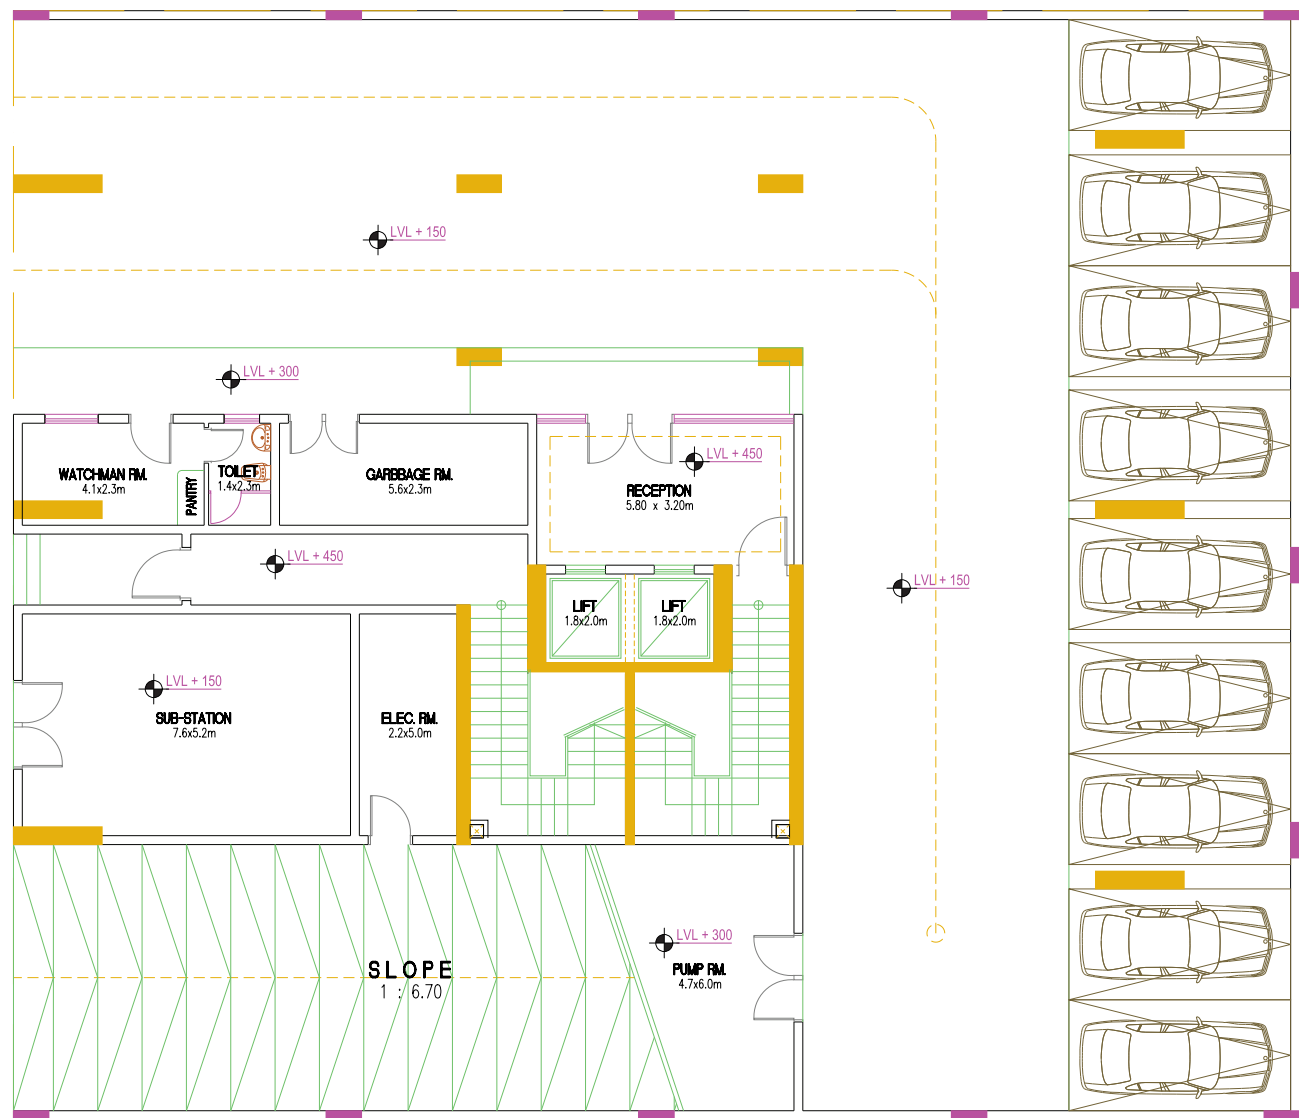 LVL + 150
LVL + 300
WATCHMAN RM.
4.1x2.3m
PANTRY
TOILET
1.4x2.3m
GARBBAGE RM.
5.6x2.3m
LVL + 450
RECEPTION
5.80 x 3.20m
LVL + 450
LIFT
1.8x2.0m
LIFT
1.8x2.0m
LVL + 150
LVL + 150
SUB-STATION
7.6x5.2m
ELEC. RM.
2.2x5.0m
LVL + 300
SLOPE
1 : 6.70
PUMP RM.
4.7x6.0m